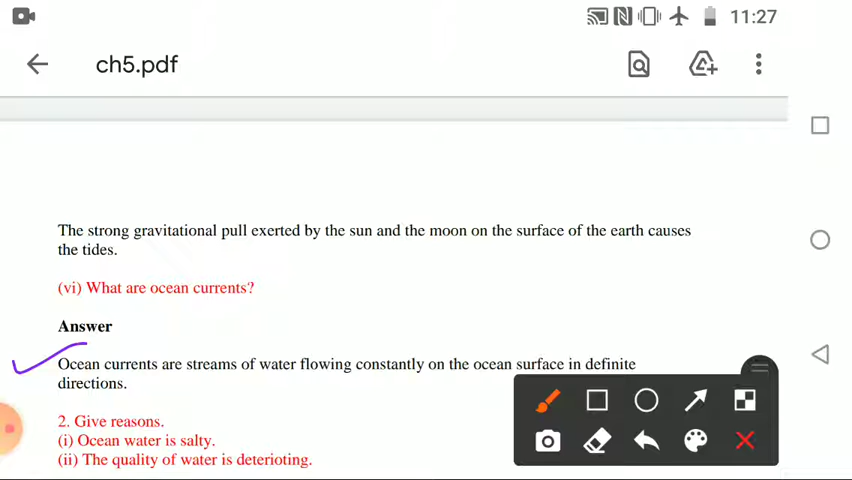 11:27
ch5.pdf
The strong gravitational pull exerted by the sun and the moon on the surface of the earth causes
the tides.
(vi) What are ocean currents?
Answer
Ocean currents are streams of water flowing constantly on the ocean surface in definite
directions.
2. Give reasons.
(i) Ocean water is salty.
(ii) The quality of water is deterioting.